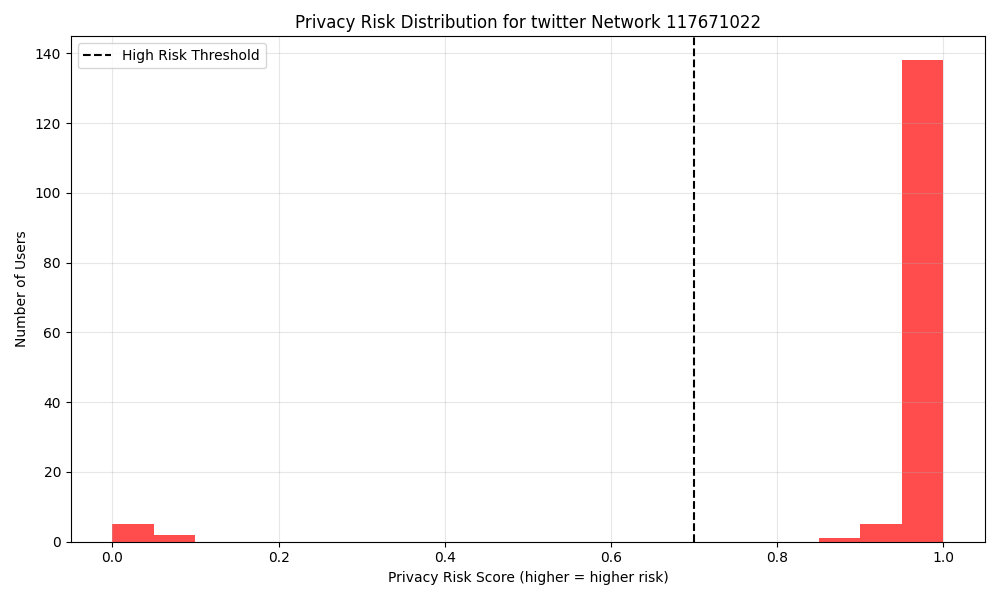 Privacy Risk Distribution for twitter Network 117671022
High Risk Threshold
Number of Users
140
120
100
80
60
40
20
0
0.0 0.2 0.4 0.6 0.8 1.0
Privacy Risk Score (higher = higher risk)